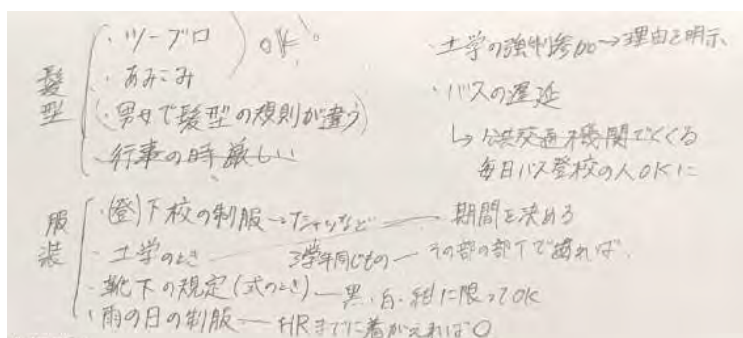 髪型
・ツーブロ
・あみこみ
OK!
(・男女で髪型の規則が違う)
・行事の時厳しい
服装
・(登)下校の制服→Tシャツなど — 期間を決める
・土学のとき — 3学年同じもの — その部の部Tで揃れば、
・靴下の規定(式のとき) — 黒・白・紺に限ってOK
・雨の日の制服 — HRまでに着がえれば○
・土学の強制参加→理由を明示
・バスの遅延
↳公共交通機関でくる
毎日バス登校の人OKに